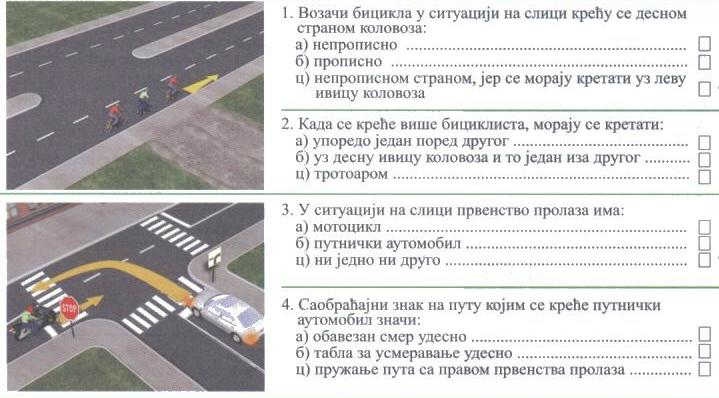 1. Возачи бицикла у ситуацији на слици крећу се десном
страном коловоза:
а) непрописно
б) прописно
ц) непрописном страном, јер се морају кретати уз леву
ивицу коловоза
2. Када се креће више бициклиста, морају се кретати:
а) упоредо један поред другог
б) уз десну ивицу коловоза и то један иза другог
ц) тротоаром
STOP
3. У ситуацији на слици првенство пролаза има:
а) мотоцикл
б) путнички аутомобил
ц) ни једно ни друго
4. Саобраћајни знак на путу којим се креће путнички
аутомобил значи:
а) обавезан смер удесно
б) табла за усмеравање удесно
ц) пружање пута са правом првенства пролаза